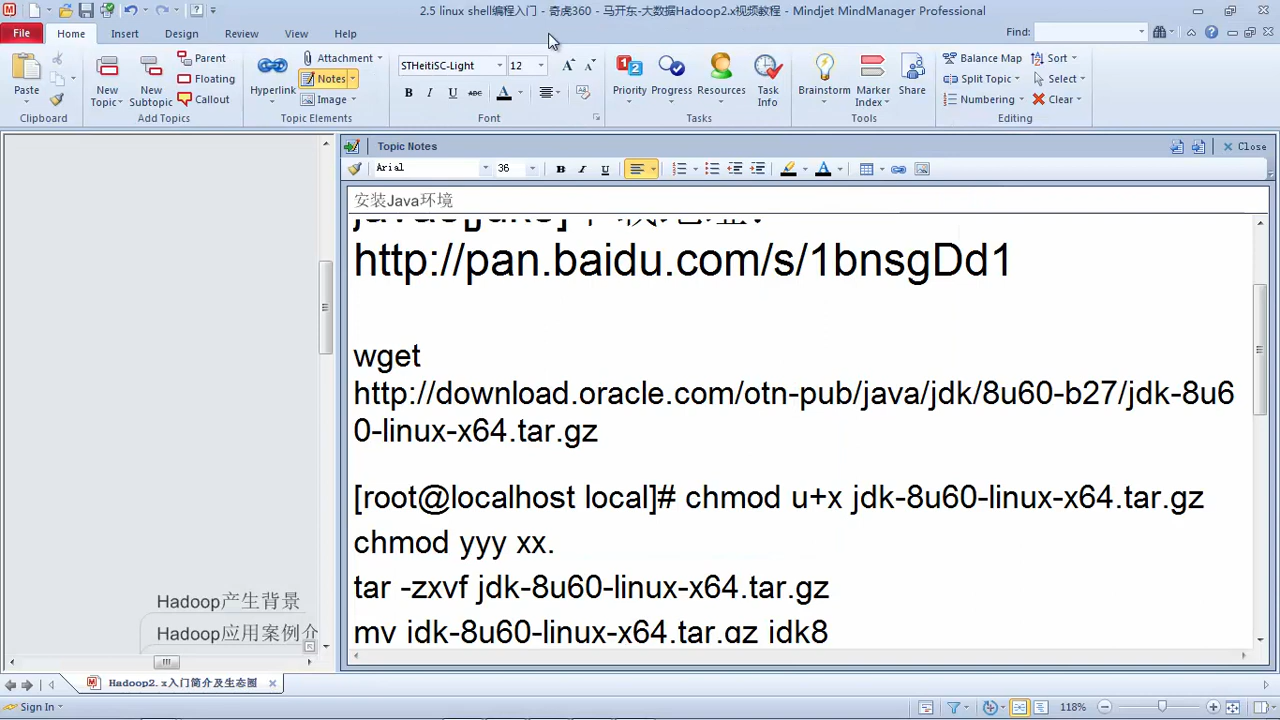 2.5 linux shell编程入门 - 奇虎360 - 马开东-大数据Hadoop2.x视频教程 - Mindjet MindManager Professional
File Home Insert Design Review View Help Find:
Paste
Clipboard
New Topic
New Subtopic
Parent
Floating
Callout
Add Topics
Hyperlink
Attachment
Notes
Image
Topic Elements
STHeitiSC-Light 12
Font
Priority
Progress
Resources
Task Info
Tasks
Brainstorm
Marker Index
Share
Tools
Balance Map
Split Topic
Numbering
Sort
Select
Clear
Editing
Topic Notes
Close
Arial 36
安装Java环境
http://pan.baidu.com/s/1bnsgDd1
wget
http://download.oracle.com/otn-pub/java/jdk/8u60-b27/jdk-8u6
0-linux-x64.tar.gz
[root@localhost local]# chmod u+x jdk-8u60-linux-x64.tar.gz
chmod yyy xx.
tar -zxvf jdk-8u60-linux-x64.tar.gz
mv jdk-8u60-linux-x64.tar.gz jdk8
Hadoop产生背景
Hadoop应用案例介
Hadoop2.x入门简介及生态圈
Sign In
118%